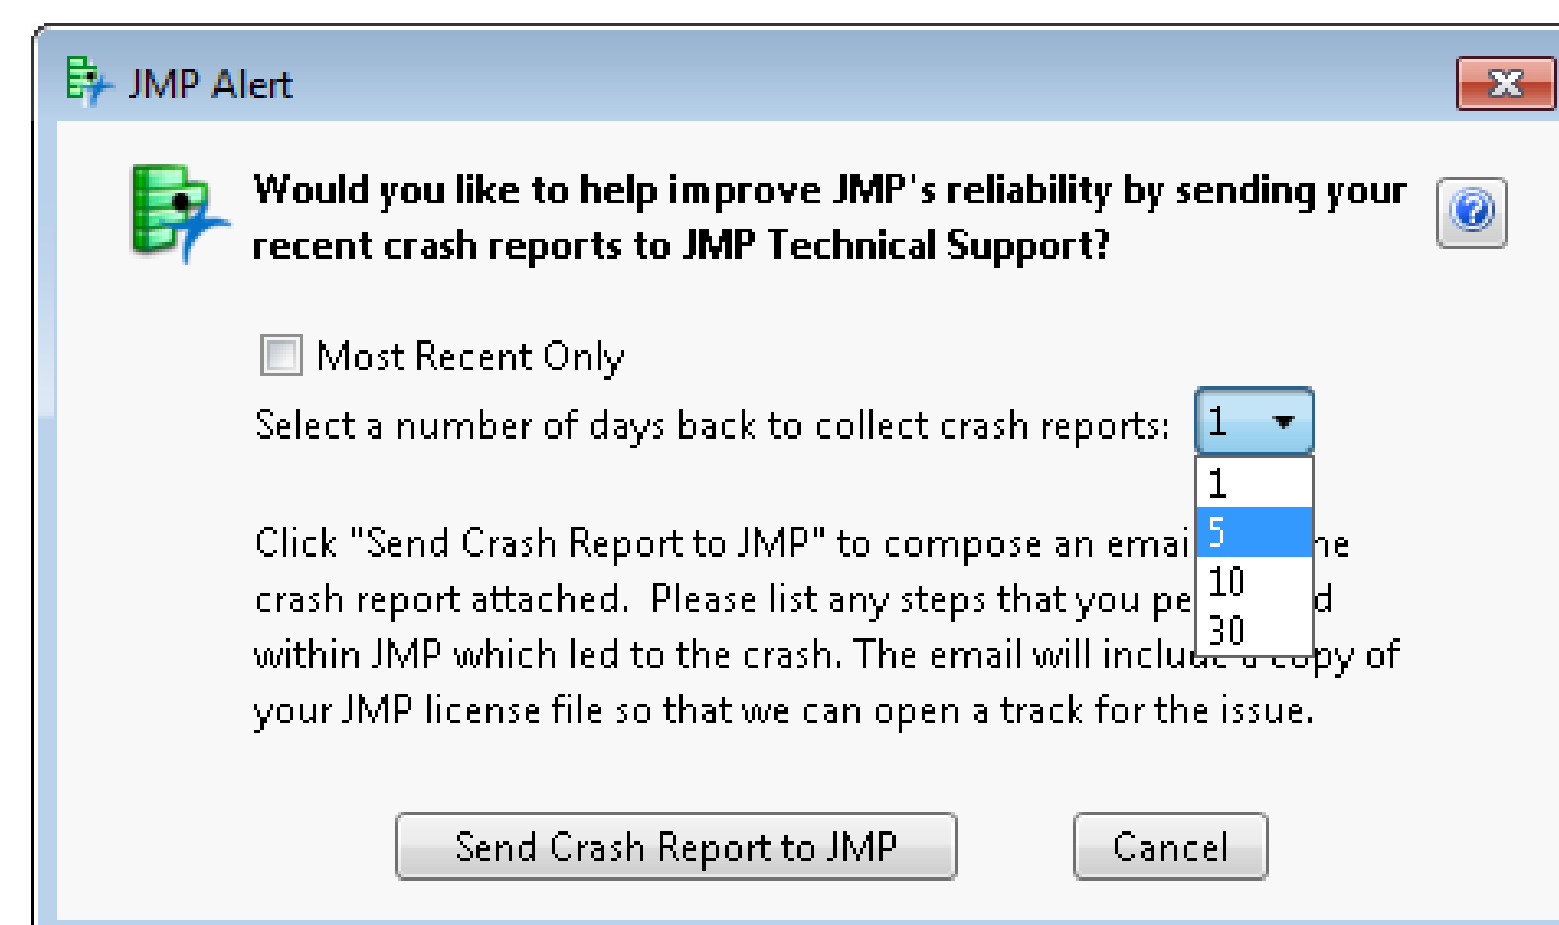 JMP Alert
Would you like to help improve JMP's reliability by sending your
recent crash reports to JMP Technical Support?
Most Recent Only
Select a number of days back to collect crash reports: 1
1
5
10
30
Click "Send Crash Report to JMP" to compose an
crash report attached. Please list any steps that you
within JMP which led to the crash. The email will include a copy of
your JMP license file so that we can open a track for the issue.
Send Crash Report to JMP
Cancel